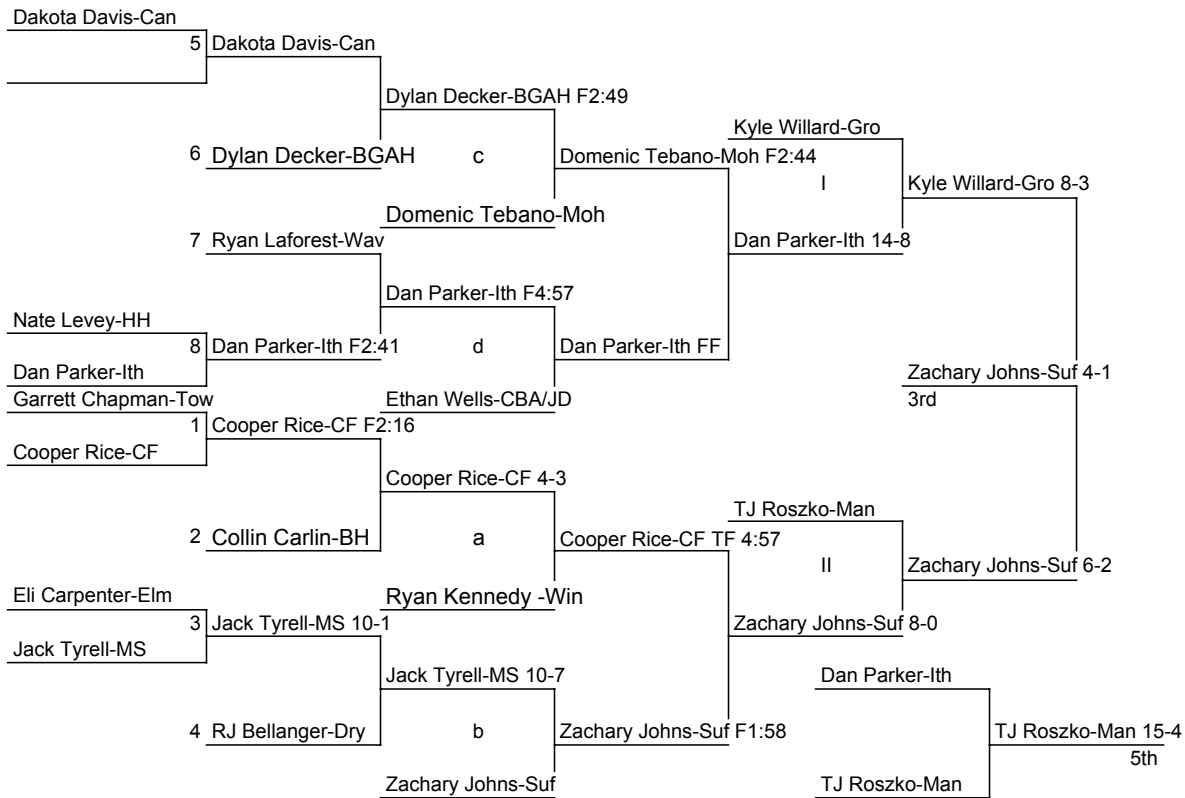 Dakota Davis-Can
5 Dakota Davis-Can
Dylan Decker-BGAH F2:49
Kyle Willard-Gro
6 Dylan Decker-BGAH
c
Domenic Tebano-Moh F2:44
I
Kyle Willard-Gro 8-3
Domenic Tebano-Moh
7 Ryan Laforest-Wav
Dan Parker-Ith 14-8
Dan Parker-Ith F4:57
Nate Levey-HH
8 Dan Parker-Ith F2:41
d
Dan Parker-Ith FF
Dan Parker-Ith
Zachary Johns-Suf 4-1
3rd
Garrett Chapman-Tow
Ethan Wells-CBA/JD
1 Cooper Rice-CF F2:16
Cooper Rice-CF
Cooper Rice-CF 4-3
TJ Roszko-Man
2 Collin Carlin-BH
a
Cooper Rice-CF TF 4:57
II
Zachary Johns-Suf 6-2
Eli Carpenter-Elm
Ryan Kennedy -Win
3 Jack Tyrell-MS 10-1
Zachary Johns-Suf 8-0
Jack Tyrell-MS
Jack Tyrell-MS 10-7
Dan Parker-Ith
4 RJ Bellanger-Dry
b
Zachary Johns-Suf F1:58
TJ Roszko-Man 15-4
5th
Zachary Johns-Suf
TJ Roszko-Man